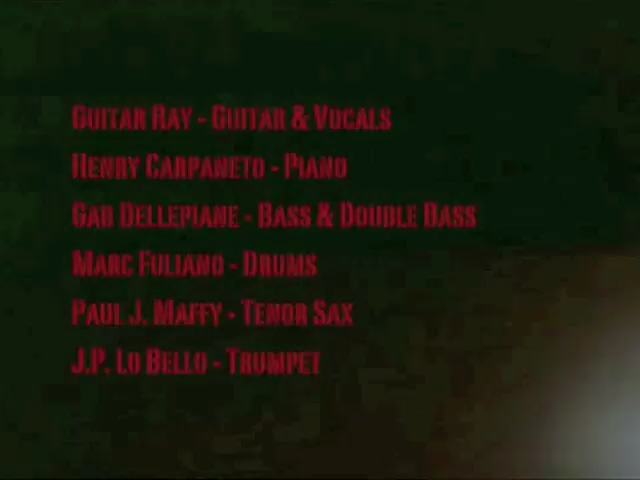 Guitar Ray - Guitar & Vocals
Henry Carpaneto - Piano
Gab Dellepiane - Bass & Double Bass
Marc Fuliano - Drums
Paul J. Maffy - Tenor Sax
J.P. Lo Bello - Trumpet